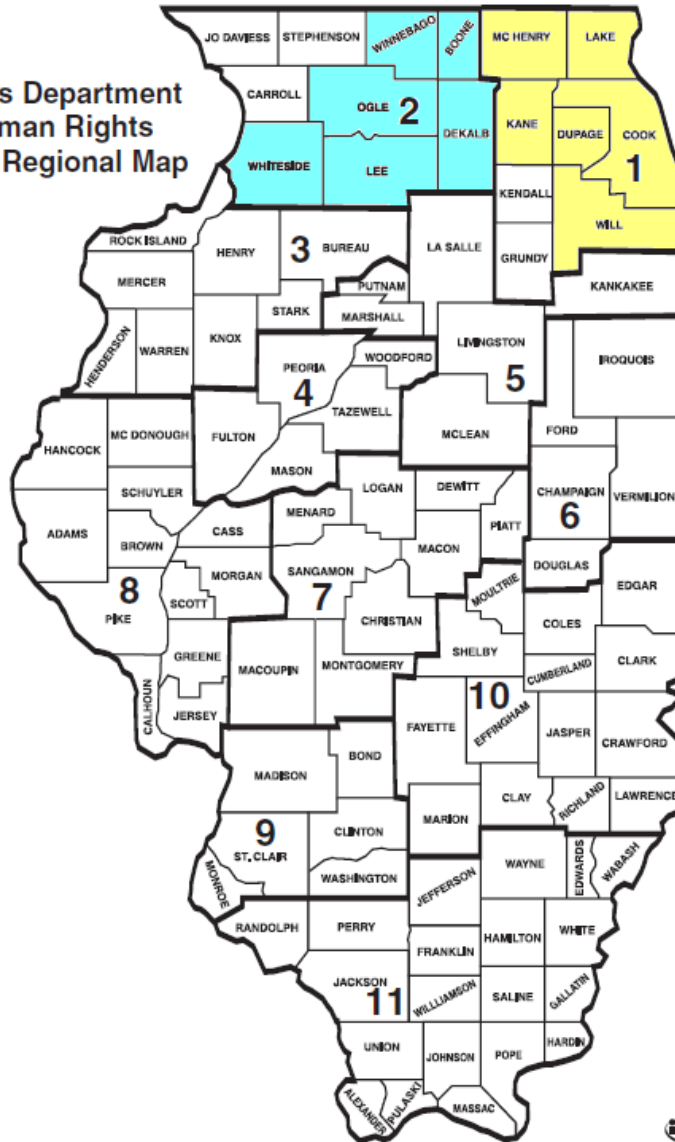 s Department
man Rights
Regional Map
JO DAVIESS
STEPHENSON
WINNEBAGO
BOONE
MC HENRY
LAKE
CARROLL
OGLE
2
DEKALB
KANE
DUPAGE
COOK
1
WHITESIDE
LEE
KENDALL
WILL
ROCK ISLAND
HENRY
3
BUREAU
LA SALLE
GRUNDY
KANKAKEE
MERCER
PUTNAM
STARK
MARSHALL
HENDERSON
WARREN
KNOX
LIVINGSTON
5
IROQUOIS
PEORIA
4
WOODFORD
TAZEWELL
HANCOCK
MC DONOUGH
FULTON
MCLEAN
FORD
MASON
SCHUYLER
LOGAN
DEWITT
CHAMPAIGN
6
VERMILION
ADAMS
CASS
MENARD
PIATT
BROWN
MACON
8
PIKE
MORGAN
SANGAMON
7
DOUGLAS
SCOTT
MOULTRIE
EDGAR
CHRISTIAN
COLES
GREENE
MACOUPIN
MONTGOMERY
SHELBY
CUMBERLAND
CLARK
CALHOUN
JERSEY
10
EFFINGHAM
FAYETTE
JASPER
CRAWFORD
BOND
MADISON
CLAY
RICHLAND
LAWRENCE
MARION
9
ST. CLAIR
CLINTON
WASHINGTON
MONROE
JEFFERSON
WAYNE
EDWARDS
WABASH
RANDOLPH
PERRY
FRANKLIN
HAMILTON
WHITE
JACKSON
11
WILLLIAMSON
SALINE
GALLATIN
UNION
JOHNSON
POPE
HARDIN
ALEXANDER
PULASKI
MASSAC